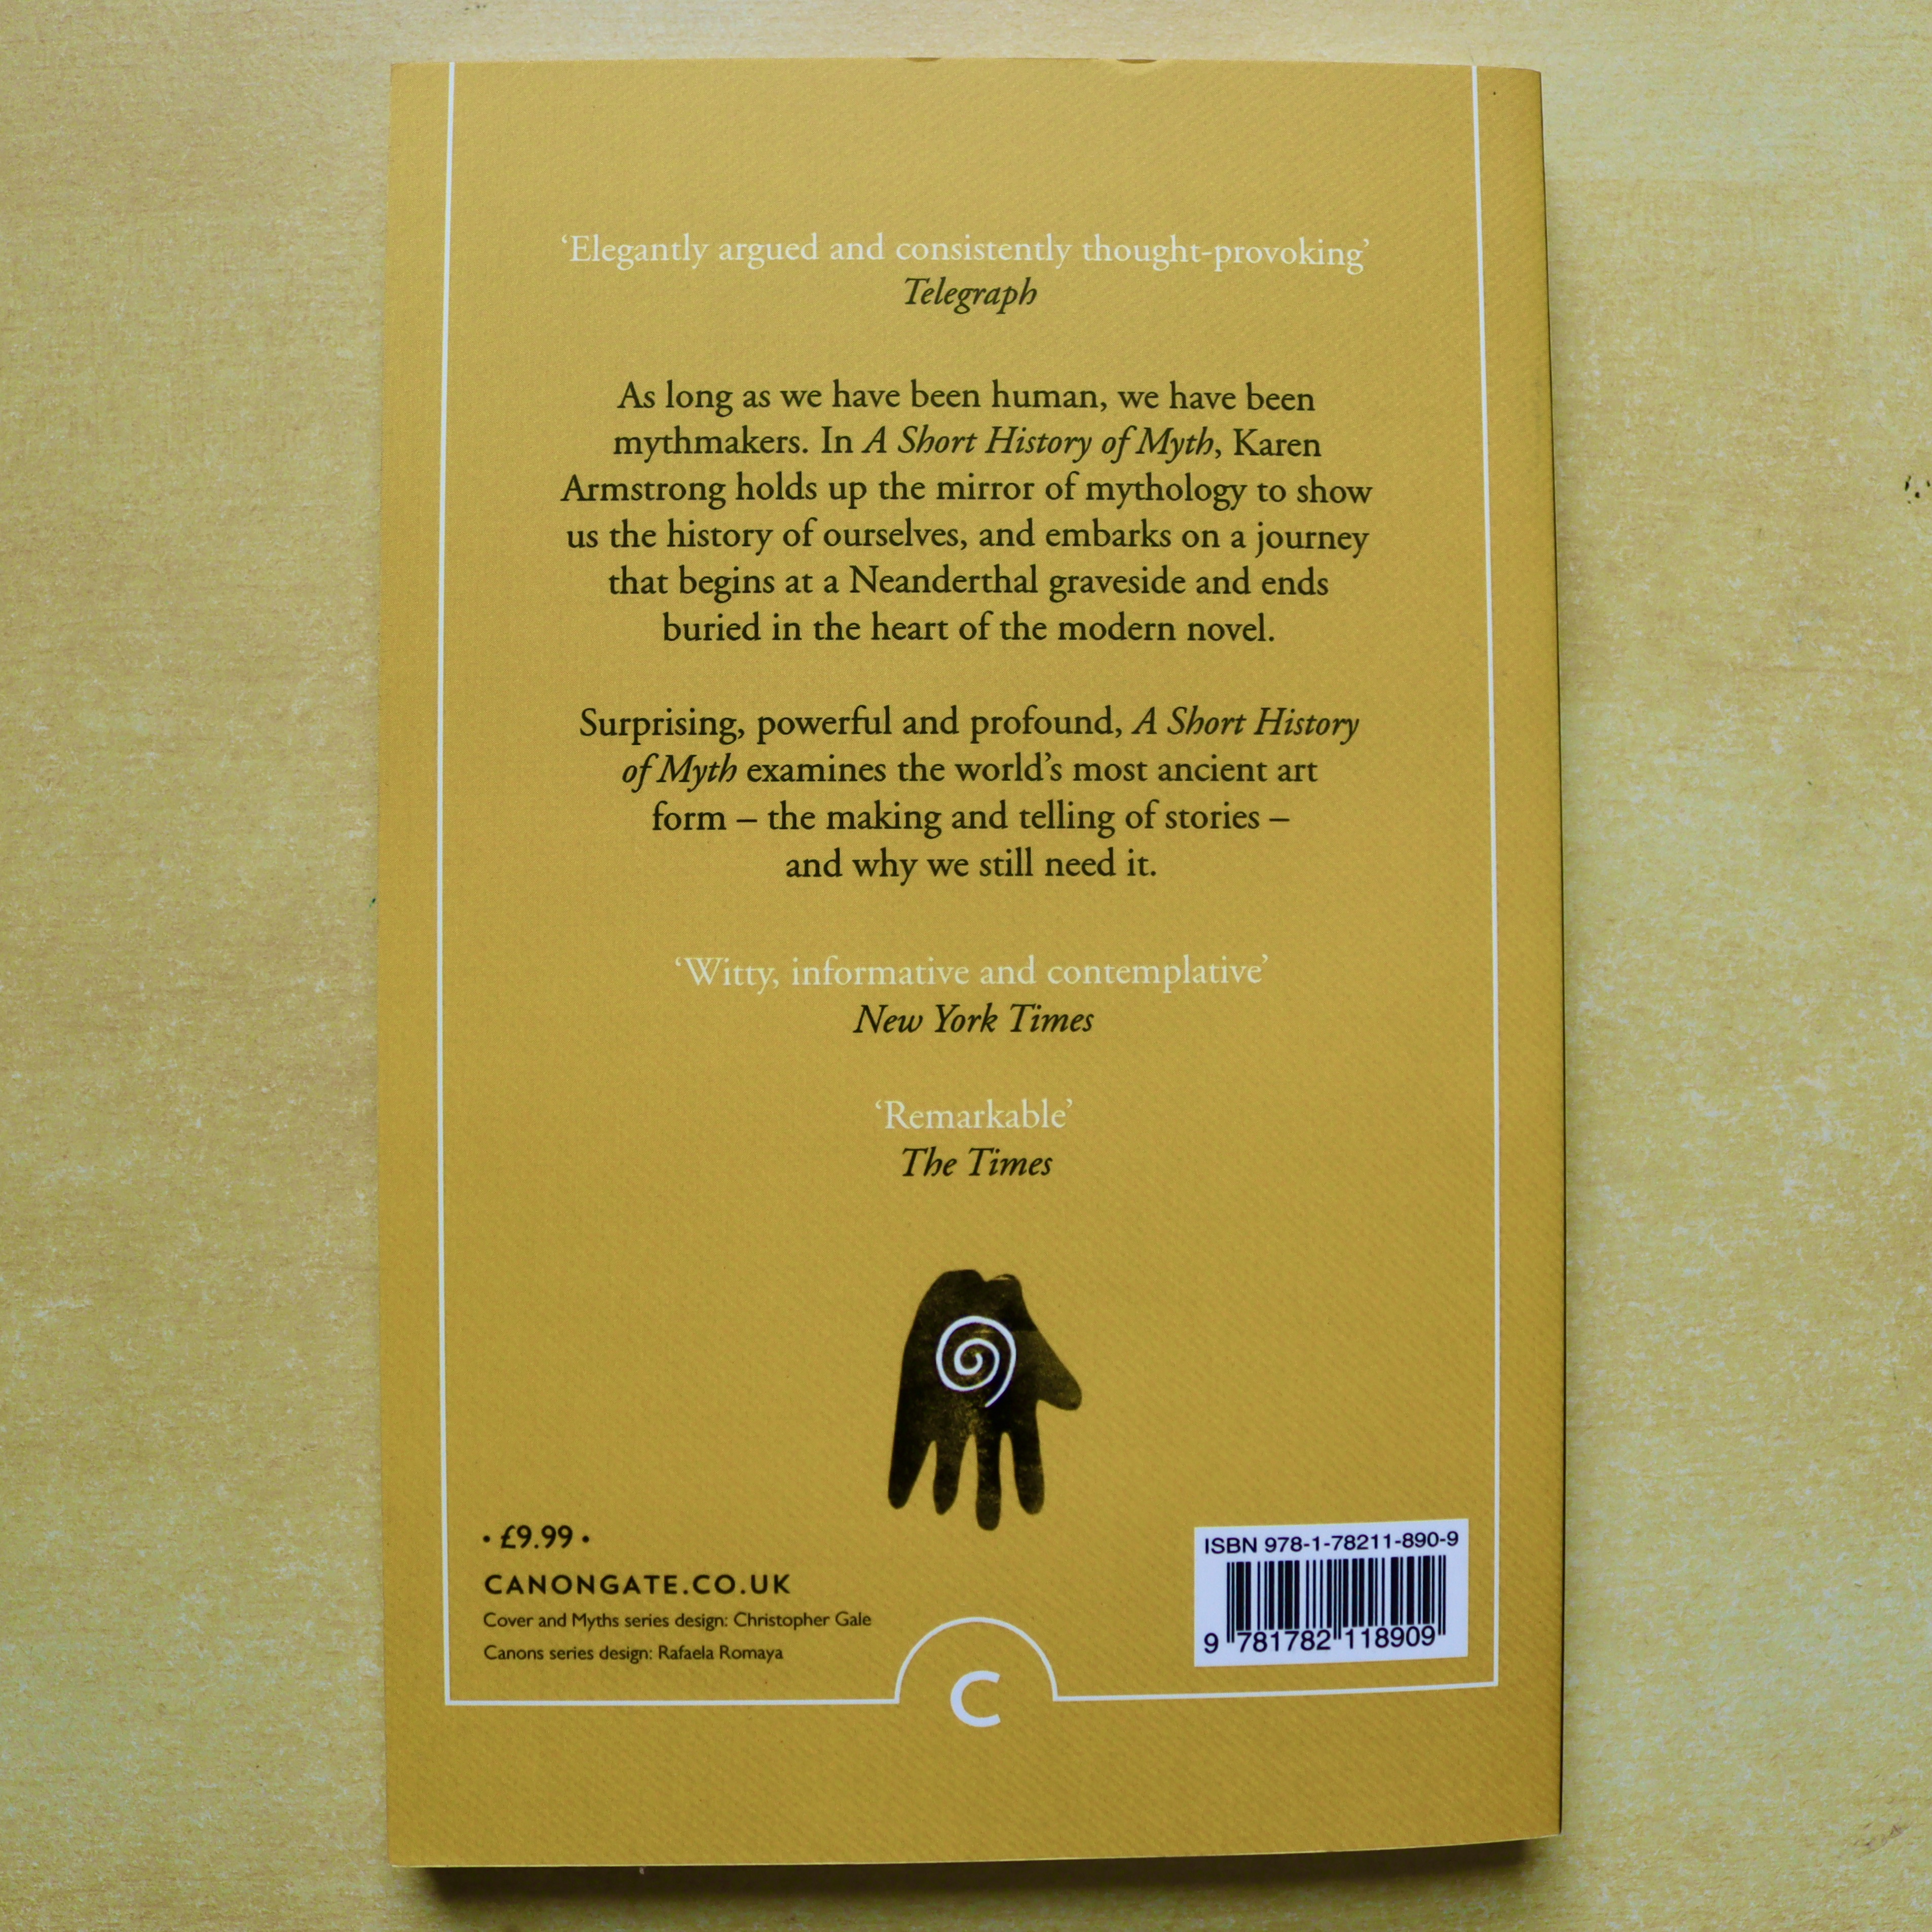 ‘Elegantly argued and consistently thought-provoking’
Telegraph
As long as we have been human, we have been
mythmakers. In A Short History of Myth, Karen
Armstrong holds up the mirror of mythology to show
us the history of ourselves, and embarks on a journey
that begins at a Neanderthal graveside and ends
buried in the heart of the modern novel.
Surprising, powerful and profound, A Short History
of Myth examines the world’s most ancient art
form – the making and telling of stories –
and why we still need it.
‘Witty, informative and contemplative’
New York Times
‘Remarkable’
The Times
• £9.99 •
CANONGATE.CO.UK
Cover and Myths series design: Christopher Gale
Canons series design: Rafaela Romaya
C
ISBN 978-1-78211-890-9
9 781782 118909